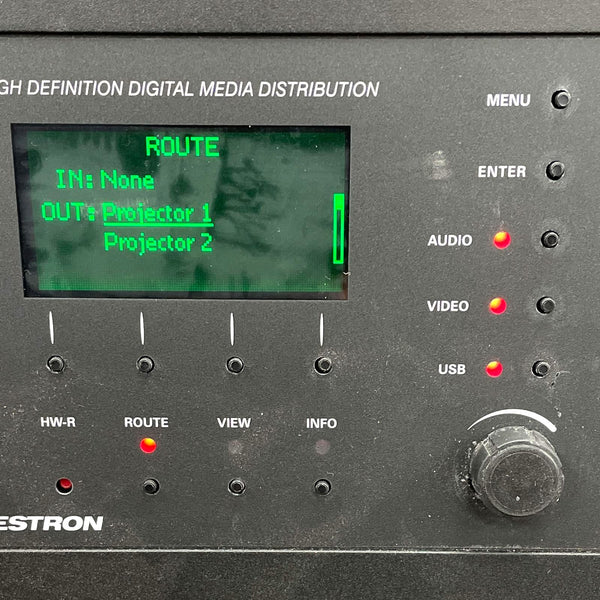 GH DEFINITION DIGITAL MEDIA DISTRIBUTION
ROUTE
IN: None
OUT: Projector 1
Projector 2
MENU
ENTER
AUDIO
VIDEO
USB
HW-R
ROUTE
VIEW
INFO
ESTRON